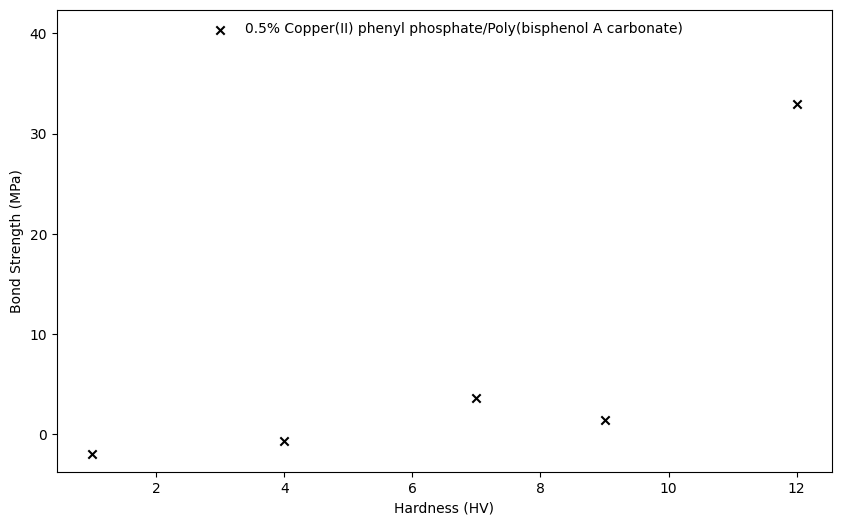 0.5% Copper(II) phenyl phosphate/Poly(bisphenol A carbonate)
40
30
20
10
0
Bond Strength (MPa)
2 4 6 8 10 12
Hardness (HV)